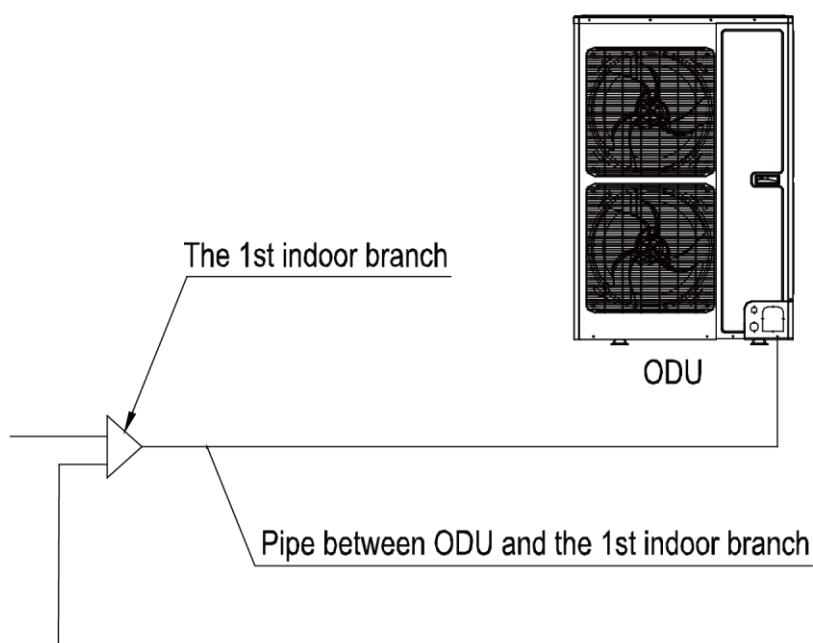 The 1st indoor branch
ODU
Pipe between ODU and the 1st indoor branch